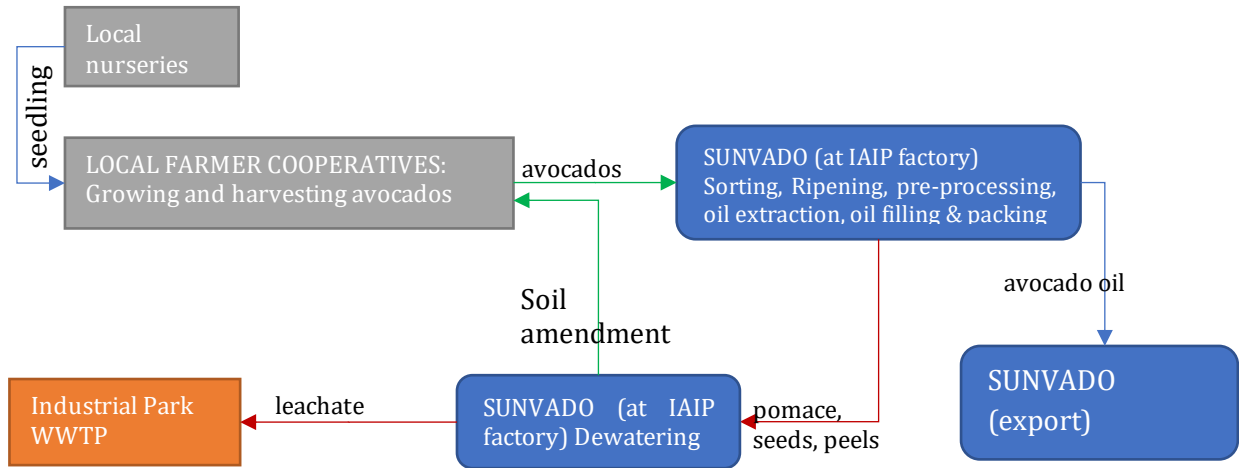 Local
nurseries
seedling
LOCAL FARMER COOPERATIVES:
Growing and harvesting avocados
avocados
SUNVADO (at IAIP factory)
Sorting, Ripening, pre-processing,
oil extraction, oil filling & packing
avocado oil
SUNVADO
(export)
Soil
amendment
pomace,
seeds, peels
SUNVADO (at IAIP
factory) Dewatering
leachate
Industrial Park
WWTP